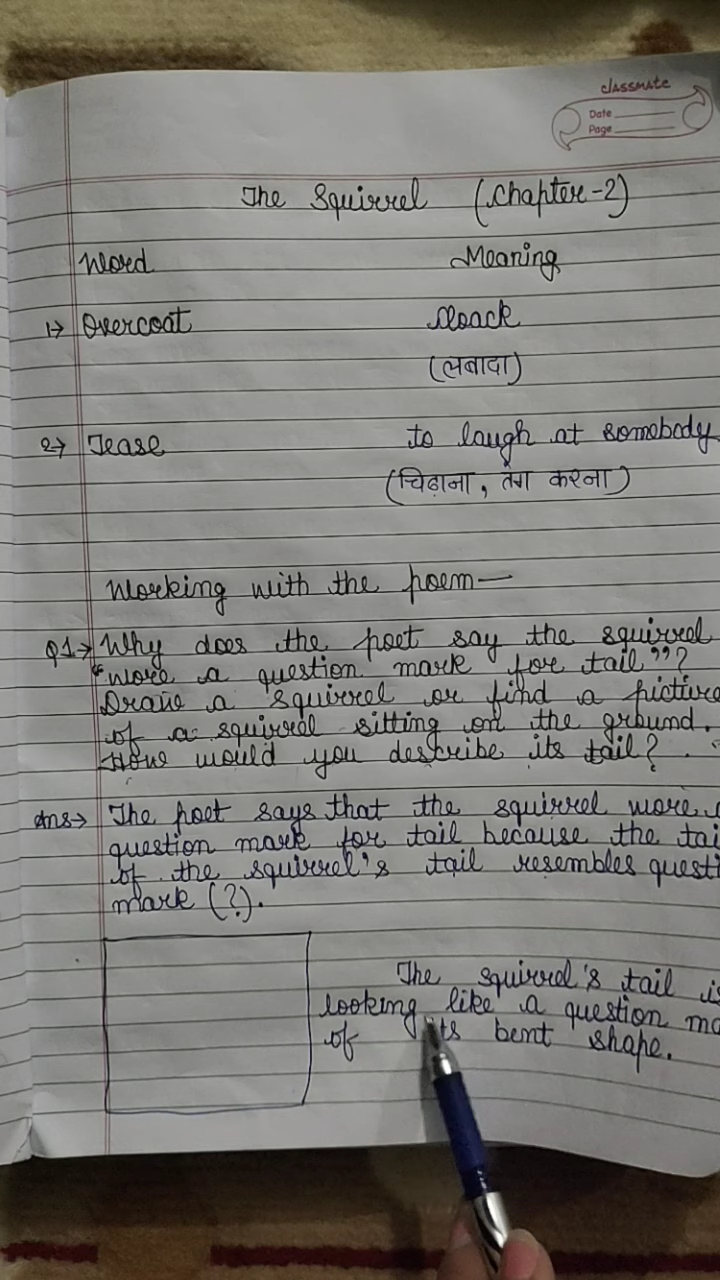 classmate
Date
Page
The Squirrel (Chapter-2)
Word Meaning
1→ Overcoat cloack
(लबादा)
2→ Tease to laugh at somebody
(चिढ़ाना, तंग करना)
Working with the poem—
Q1→ Why does the poet say the squirrel
“wore a question mark for tail”?
Draw a squirrel or find a picture
of a squirrel sitting on the ground.
How would you describe its tail?
Ans→ The poet says that the squirrel wore
question mark for tail because the tai
of the squirrel's tail resembles questi
mark (?).
The squirrel's tail is
looking like a question ma
of its bent shape.